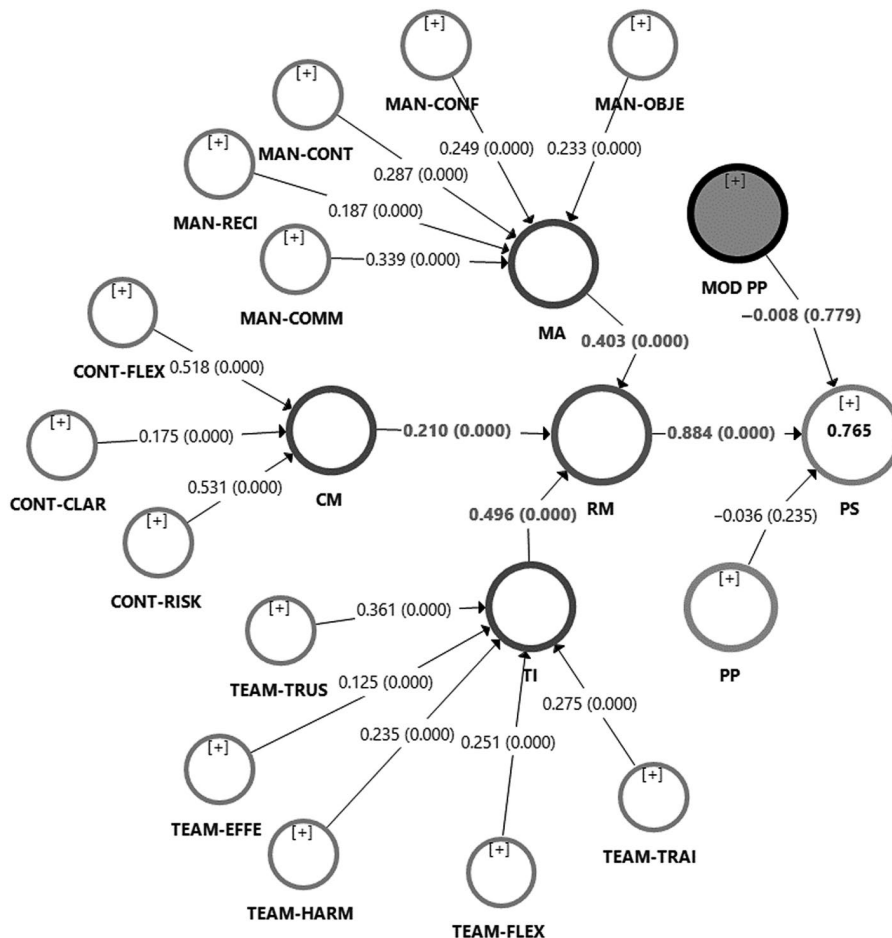 [+]
[+]
[+]
MAN-CONF
MAN-OBJE
[+]
MAN-CONT
0.249 (0.000)
0.233 (0.000)
[+]
0.287 (0.000)
MAN-RECI
0.187 (0.000)
[+]
[+]
0.339 (0.000)
MAN-COMM
MOD PP
[+]
−0.008 (0.779)
MA
0.403 (0.000)
CONT-FLEX
0.518 (0.000)
[+]
[+]
0.175 (0.000)
0.210 (0.000)
0.884 (0.000)
0.765
CONT-CLAR
0.531 (0.000)
CM
RM
PS
[+]
0.496 (0.000)
−0.036 (0.235)
CONT-RISK
[+]
[+]
0.361 (0.000)
TEAM-TRUS
TI
PP
0.125 (0.000)
0.275 (0.000)
0.235 (0.000)
0.251 (0.000)
[+]
[+]
TEAM-EFFE
[+]
[+]
TEAM-TRAI
TEAM-HARM
TEAM-FLEX